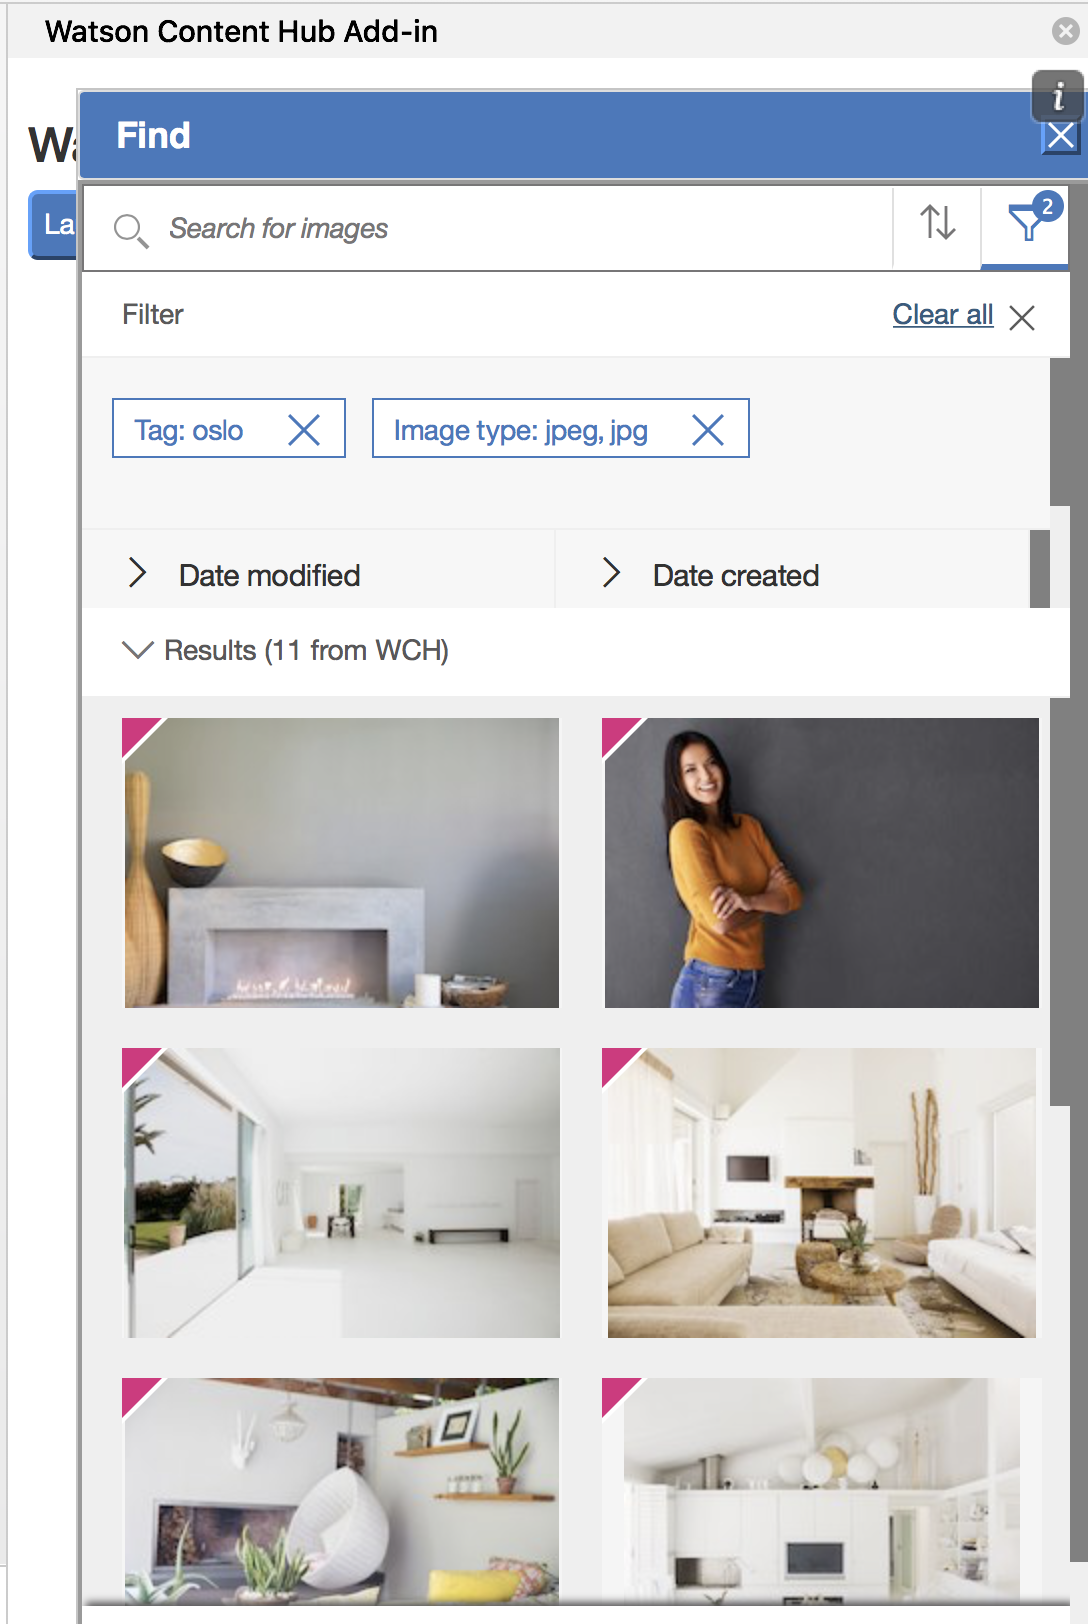 Watson Content Hub Add-in
Wa
Find
La
Search for images
2
Filter
Clear all
Tag: oslo
Image type: jpeg, jpg
Date modified
Date created
Results (11 from WCH)